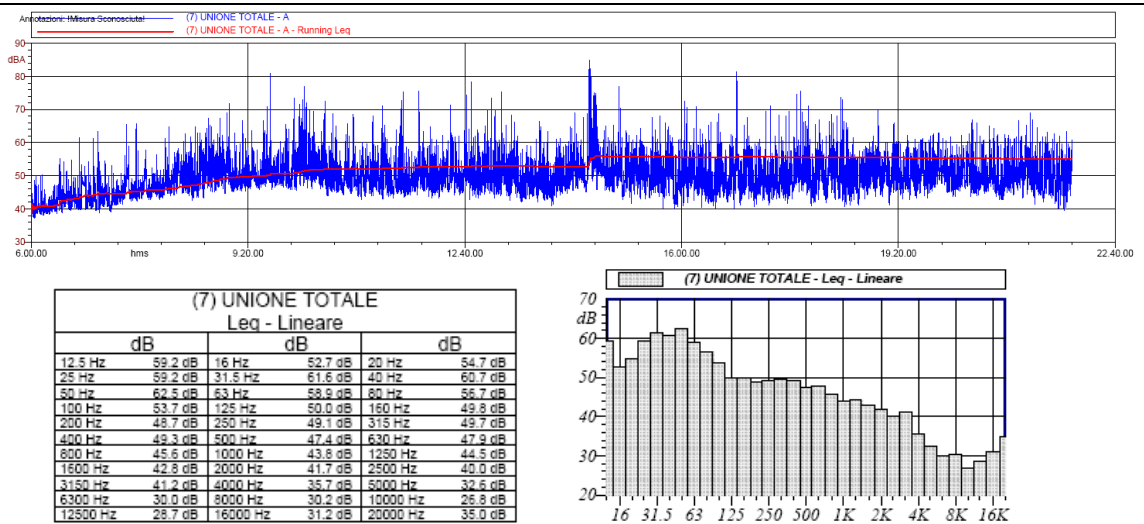 Annotazioni: !Misura Sconosciuta!
(7) UNIONE TOTALE - A
(7) UNIONE TOTALE - A - Running Leq
90
dBA
80
70
60
50
40
30
6.00.00 hms 9.20.00 12.40.00 16.00.00 19.20.00 22.40.00
(7) UNIONE TOTALE
Leq - Lineare
dB dB dB
12.5 Hz 59.2 dB 16 Hz 52.7 dB 20 Hz 54.7 dB
25 Hz 59.2 dB 31.5 Hz 61.6 dB 40 Hz 60.7 dB
50 Hz 62.5 dB 63 Hz 58.9 dB 80 Hz 56.7 dB
100 Hz 53.7 dB 125 Hz 50.0 dB 160 Hz 49.8 dB
200 Hz 48.7 dB 250 Hz 49.1 dB 315 Hz 49.7 dB
400 Hz 49.3 dB 500 Hz 47.4 dB 630 Hz 47.9 dB
800 Hz 45.6 dB 1000 Hz 43.8 dB 1250 Hz 44.5 dB
1600 Hz 42.8 dB 2000 Hz 41.7 dB 2500 Hz 40.0 dB
3150 Hz 41.2 dB 4000 Hz 35.7 dB 5000 Hz 32.6 dB
6300 Hz 30.0 dB 8000 Hz 30.2 dB 10000 Hz 26.8 dB
12500 Hz 28.7 dB 16000 Hz 31.2 dB 20000 Hz 35.0 dB
(7) UNIONE TOTALE - Leq - Lineare
70
dB
60
50
40
30
20
16 31.5 63 125 250 500 1K 2K 4K 8K 16K